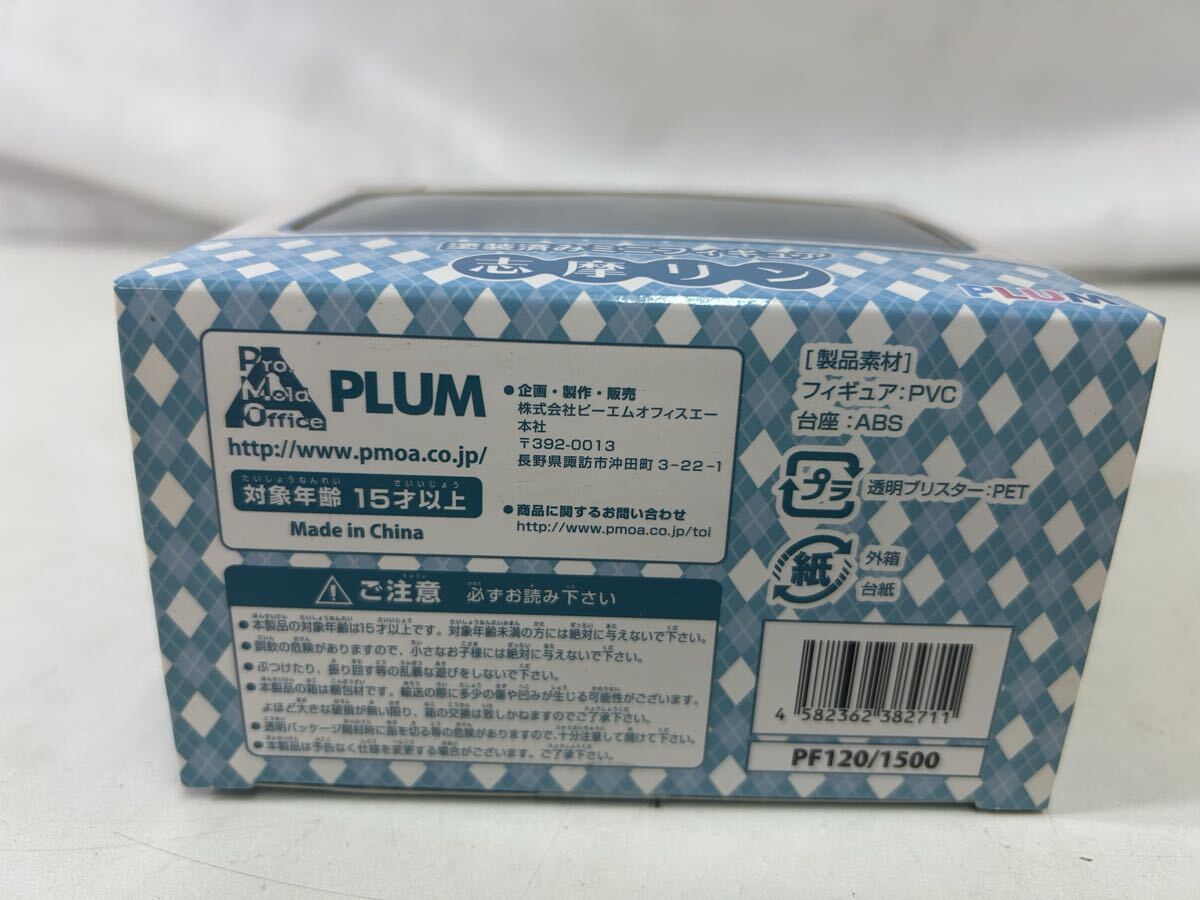 塗装済みミニフィギュア
志摩リン
PLUM
Pro.
Mold
Office
A
PLUM
http://www.pmoa.co.jp/
たいしょうねんれい さいいじょう
対象年齢 15才以上
Made in China
●企画・製作・販売
株式会社ピーエムオフィスエー
本社
〒392-0013
長野県諏訪市沖田町3-22-1
●商品に関するお問い合わせ
http://www.pmoa.co.jp/toi
[製品素材]
フィギュア:PVC
台座:ABS
プラ
透明ブリスター:PET
紙
外箱
台紙
ご注意 必ずお読み下さい
●本製品の対象年齢は15才以上です。対象年齢未満の方には絶対に与えないで下さい。
●誤飲の危険がありますので、小さなお子様には絶対に与えないで下さい。
●ぶつけたり、振り回す等の乱暴な遊びをしないで下さい。
●本製品の箱は梱包材です。輸送の際に多少の傷や凹みが生じる可能性がございます。
よほど大きな破損が無い限り、箱の交換は致しかねますのでご了承下さい。
●透明パッケージ開封時に指を切る等の危険がありますので、十分注意して開けて下さい。
●本製品は予告なく仕様を変更する場合がございます。ご了承下さい。
4 582362 382711
PF120/1500